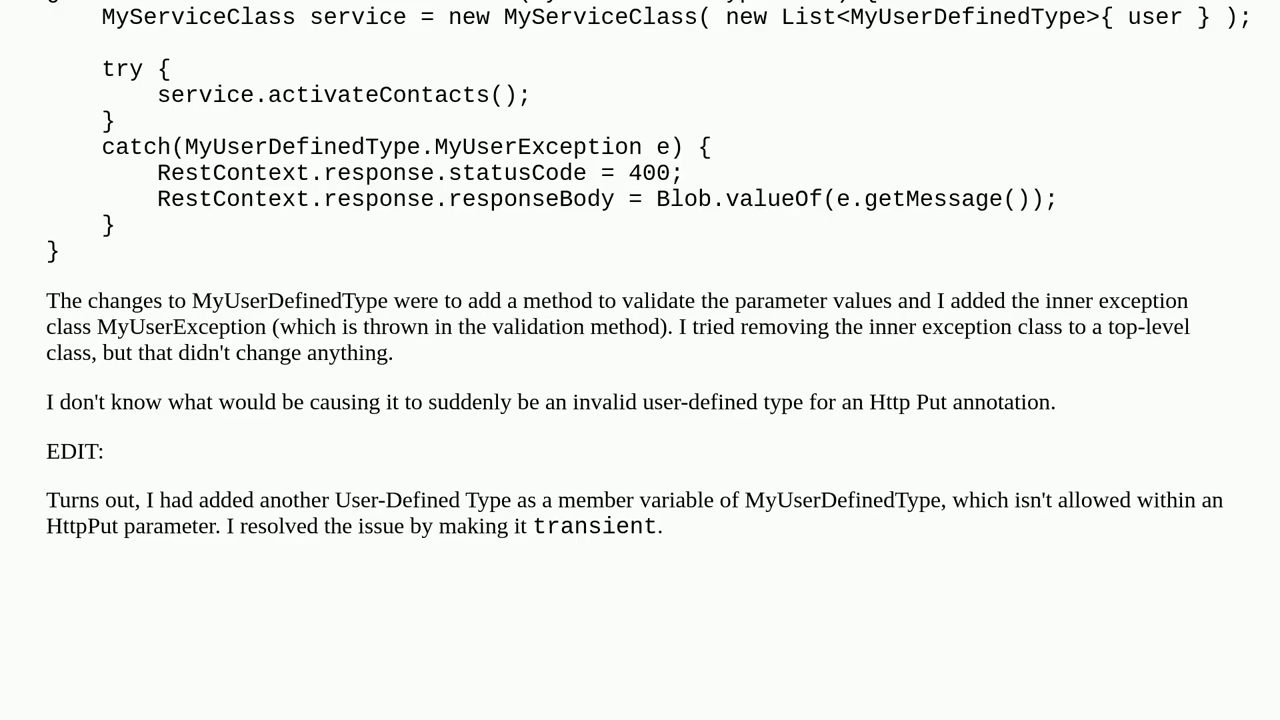 MyServiceClass service = new MyServiceClass( new List<MyUserDefinedType>{ user } );
try {
service.activateContacts();
}
catch(MyUserDefinedType.MyUserException e) {
RestContext.response.statusCode = 400;
RestContext.response.responseBody = Blob.valueOf(e.getMessage());
}
}
The changes to MyUserDefinedType were to add a method to validate the parameter values and I added the inner exception
class MyUserException (which is thrown in the validation method). I tried removing the inner exception class to a top-level
class, but that didn't change anything.
I don't know what would be causing it to suddenly be an invalid user-defined type for an Http Put annotation.
EDIT:
Turns out, I had added another User-Defined Type as a member variable of MyUserDefinedType, which isn't allowed within an
HttpPut parameter. I resolved the issue by making it transient.